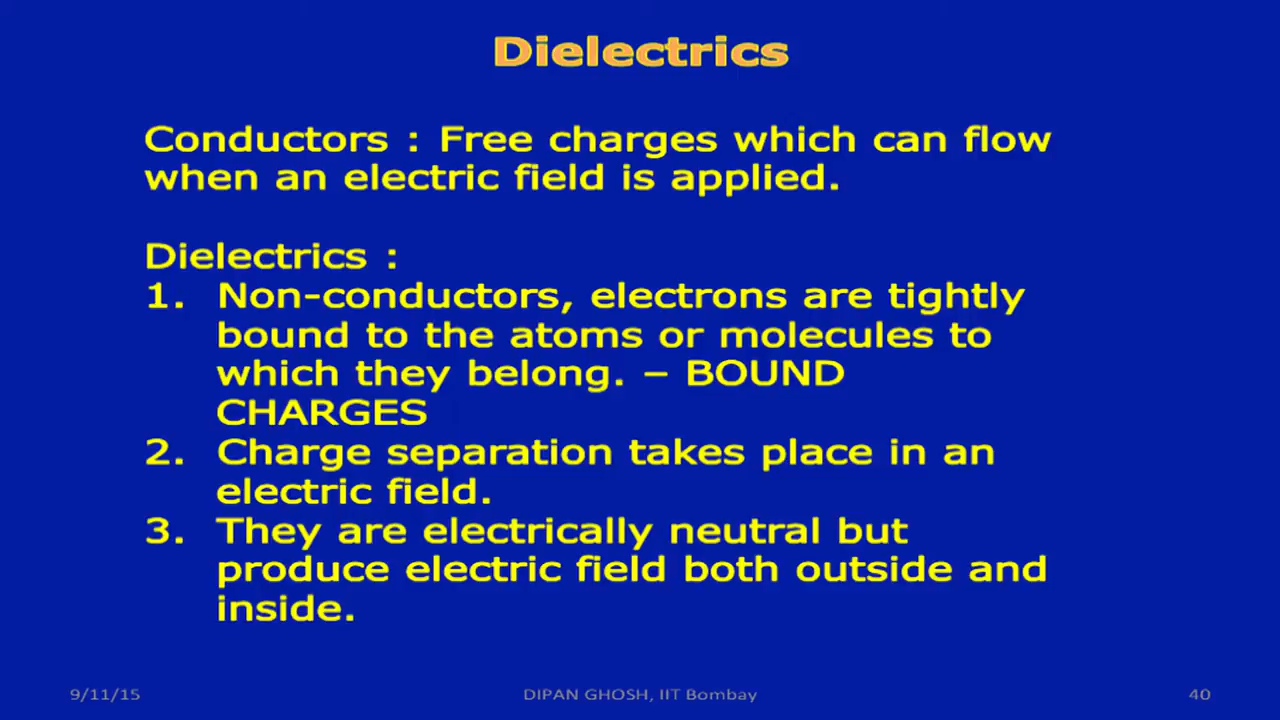 Dielectrics
Conductors : Free charges which can flow
when an electric field is applied.
Dielectrics :
1. Non-conductors, electrons are tightly
bound to the atoms or molecules to
which they belong. – BOUND
CHARGES
2. Charge separation takes place in an
electric field.
3. They are electrically neutral but
produce electric field both outside and
inside.
9/11/15 DIPAN GHOSH, IIT Bombay 40